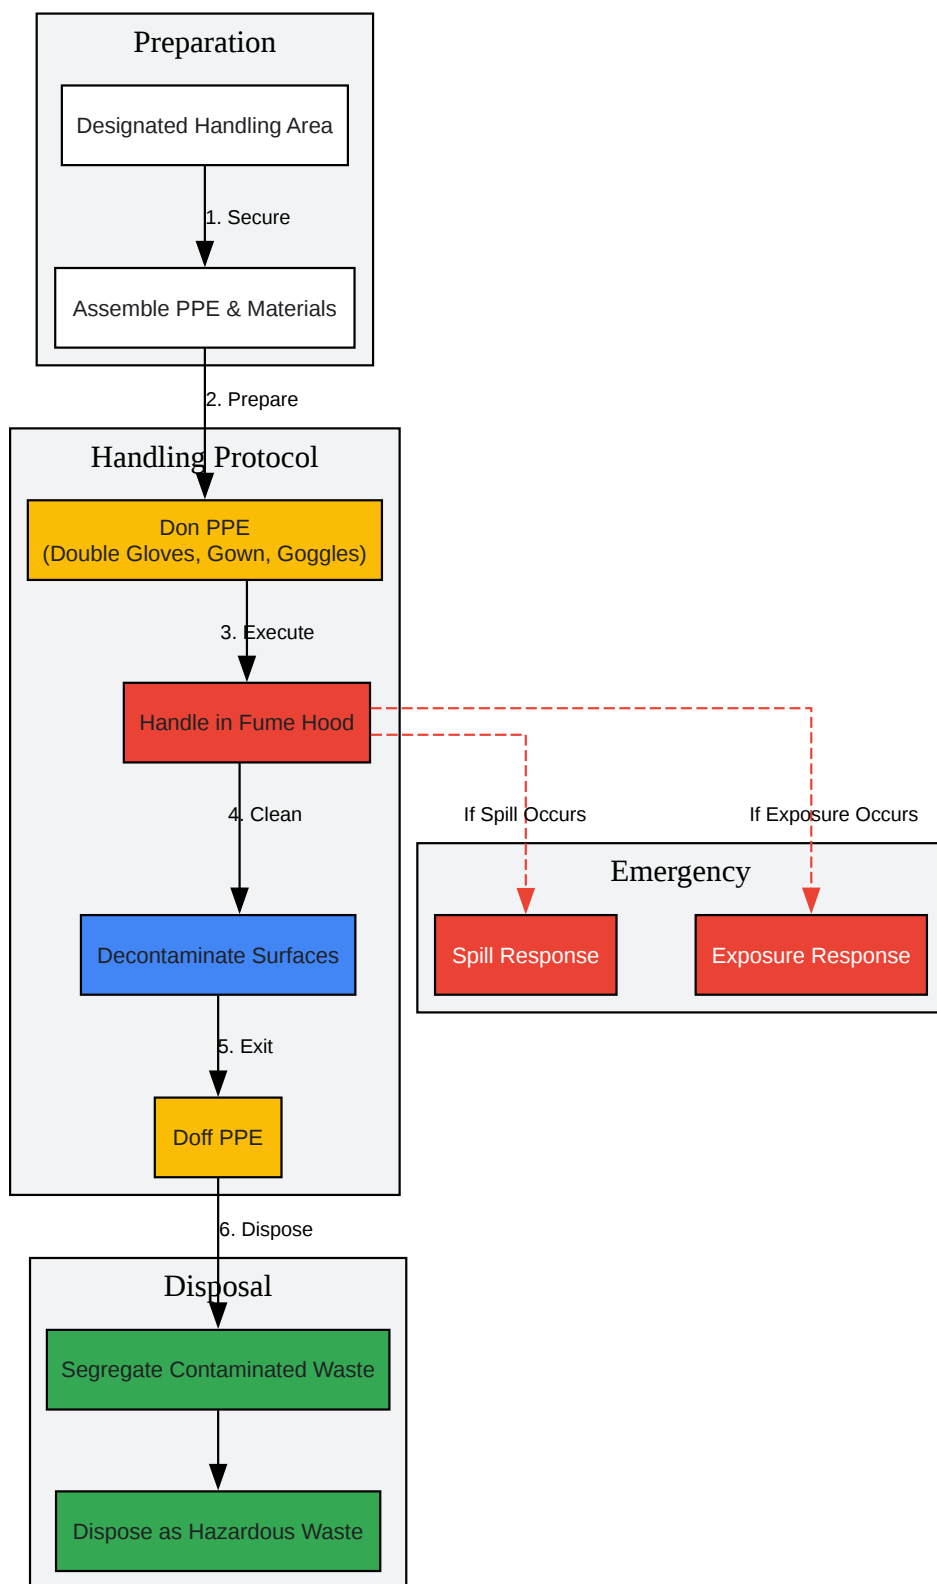 Preparation
Designated Handling Area
1. Secure
Assemble PPE & Materials
2. Prepare
Handling Protocol
Don PPE
(Double Gloves, Gown, Goggles)
3. Execute
Handle in Fume Hood
4. Clean
If Spill Occurs
If Exposure Occurs
Emergency
Decontaminate Surfaces
Spill Response
Exposure Response
5. Exit
Doff PPE
6. Dispose
Disposal
Segregate Contaminated Waste
Dispose as Hazardous Waste